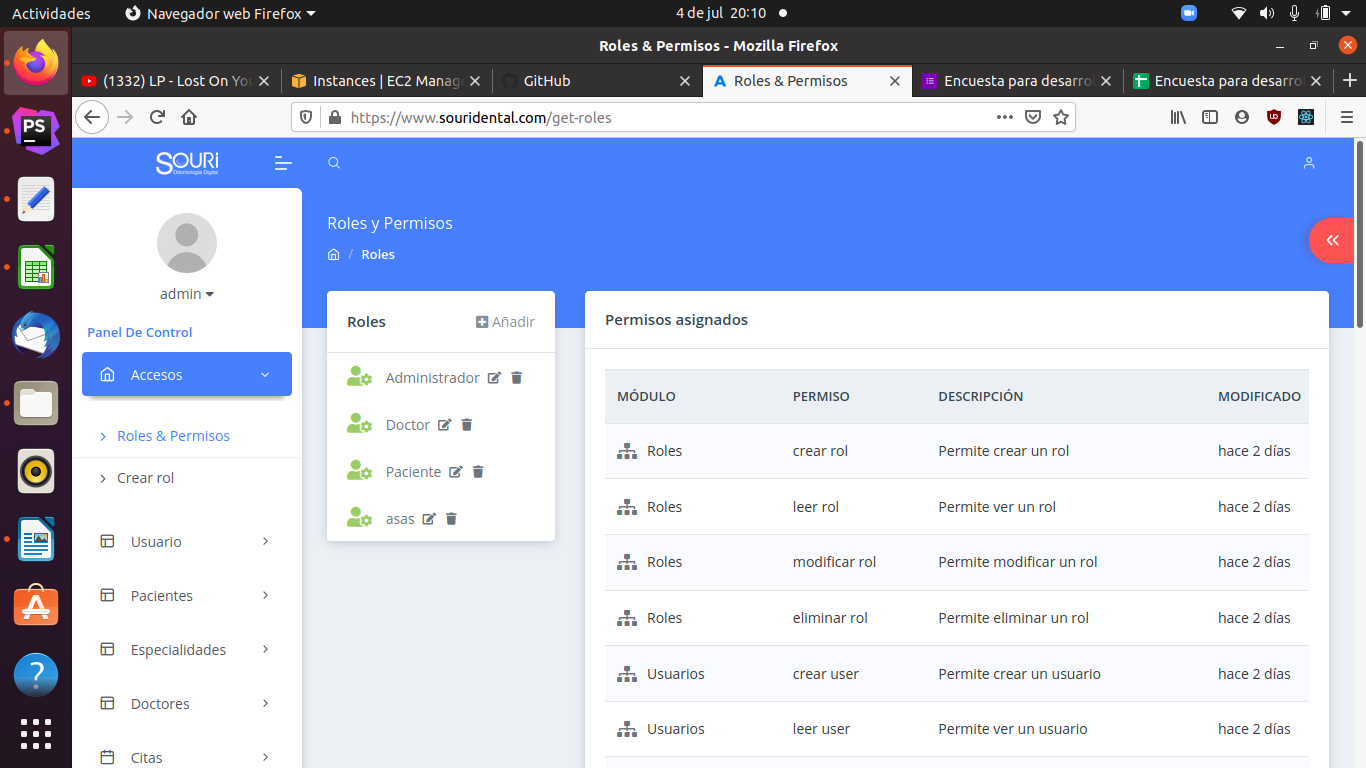 Actividades
Navegador web Firefox
4 de jul 20:10
Roles & Permisos - Mozilla Firefox
(1332) LP - Lost On You
Instances | EC2 Manage
GitHub
Roles & Permisos
Encuesta para desarrol
Encuesta para desarrol
https://www.souridental.com/get-roles
SOURI
Odontología Digital
Roles y Permisos
/ Roles
admin
Panel De Control
Accesos
Roles & Permisos
Crear rol
Usuario
Pacientes
Especialidades
Doctores
Citas
Roles
Añadir
Administrador
Doctor
Paciente
asas
Permisos asignados
MÓDULO PERMISO DESCRIPCIÓN MODIFICADO
Roles crear rol Permite crear un rol hace 2 días
Roles leer rol Permite ver un rol hace 2 días
Roles modificar rol Permite modificar un rol hace 2 días
Roles eliminar rol Permite eliminar un rol hace 2 días
Usuarios crear user Permite crear un usuario hace 2 días
Usuarios leer user Permite ver un usuario hace 2 días
PS